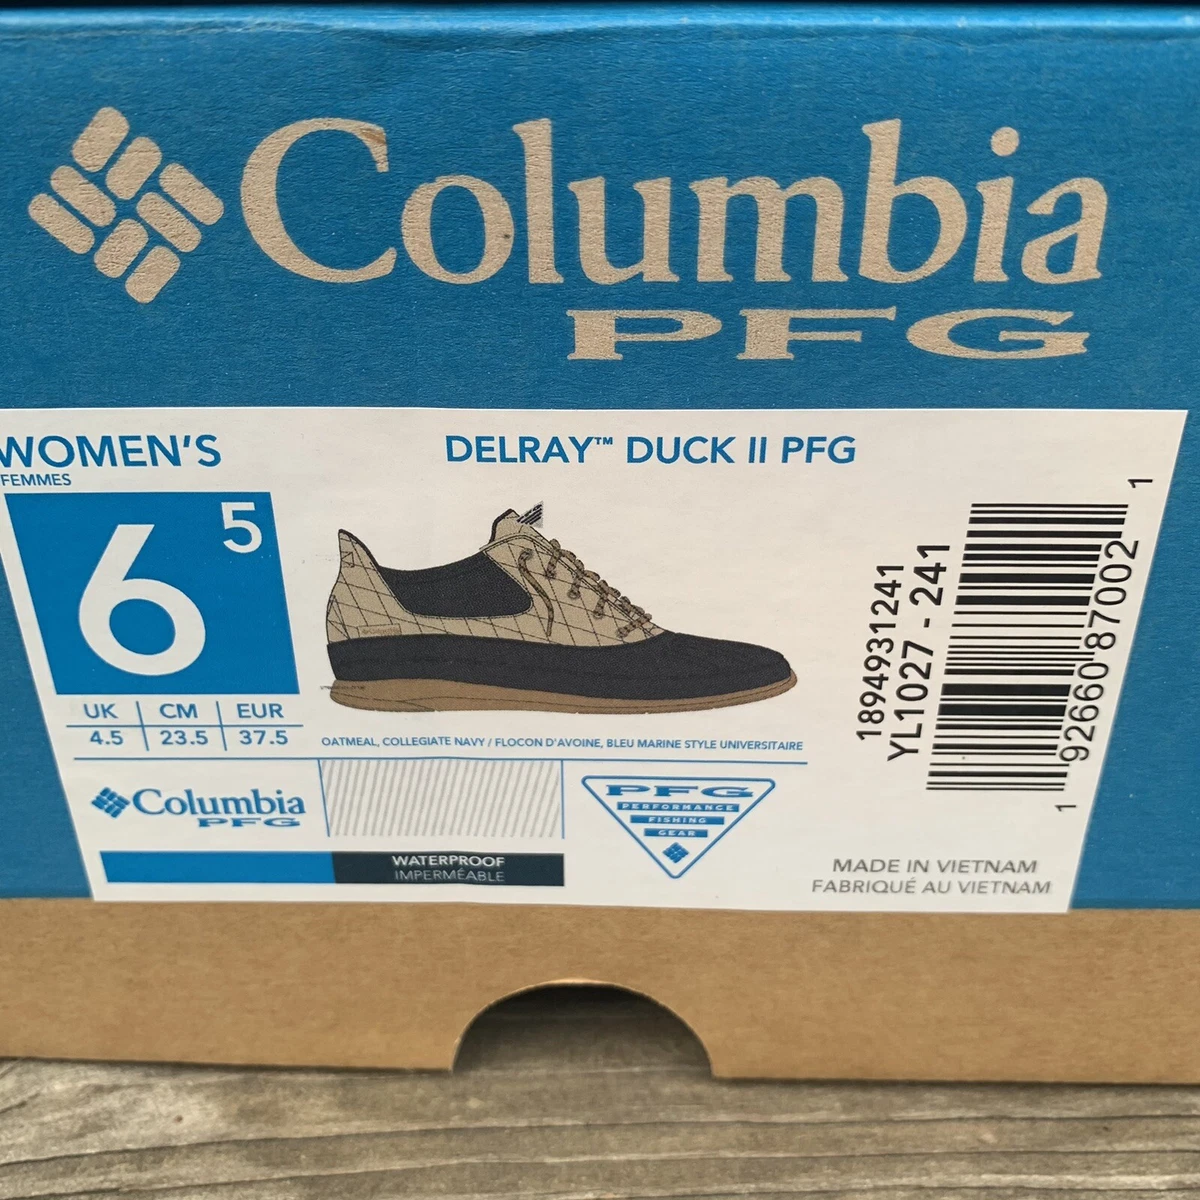 Columbia
PFG
WOMEN'S
FEMMES
6 5
UK CM EUR
4.5 23.5 37.5
DELRAY™ DUCK II PFG
OATMEAL, COLLEGIATE NAVY / FLOCON D'AVOINE, BLEU MARINE STYLE UNIVERSITAIRE
Columbia
PFG
WATERPROOF
IMPERMÉABLE
PFG
PERFORMANCE
FISHING
GEAR
1894931241
YL1027 - 241
1 92660 87002 1
MADE IN VIETNAM
FABRIQUÉ AU VIETNAM